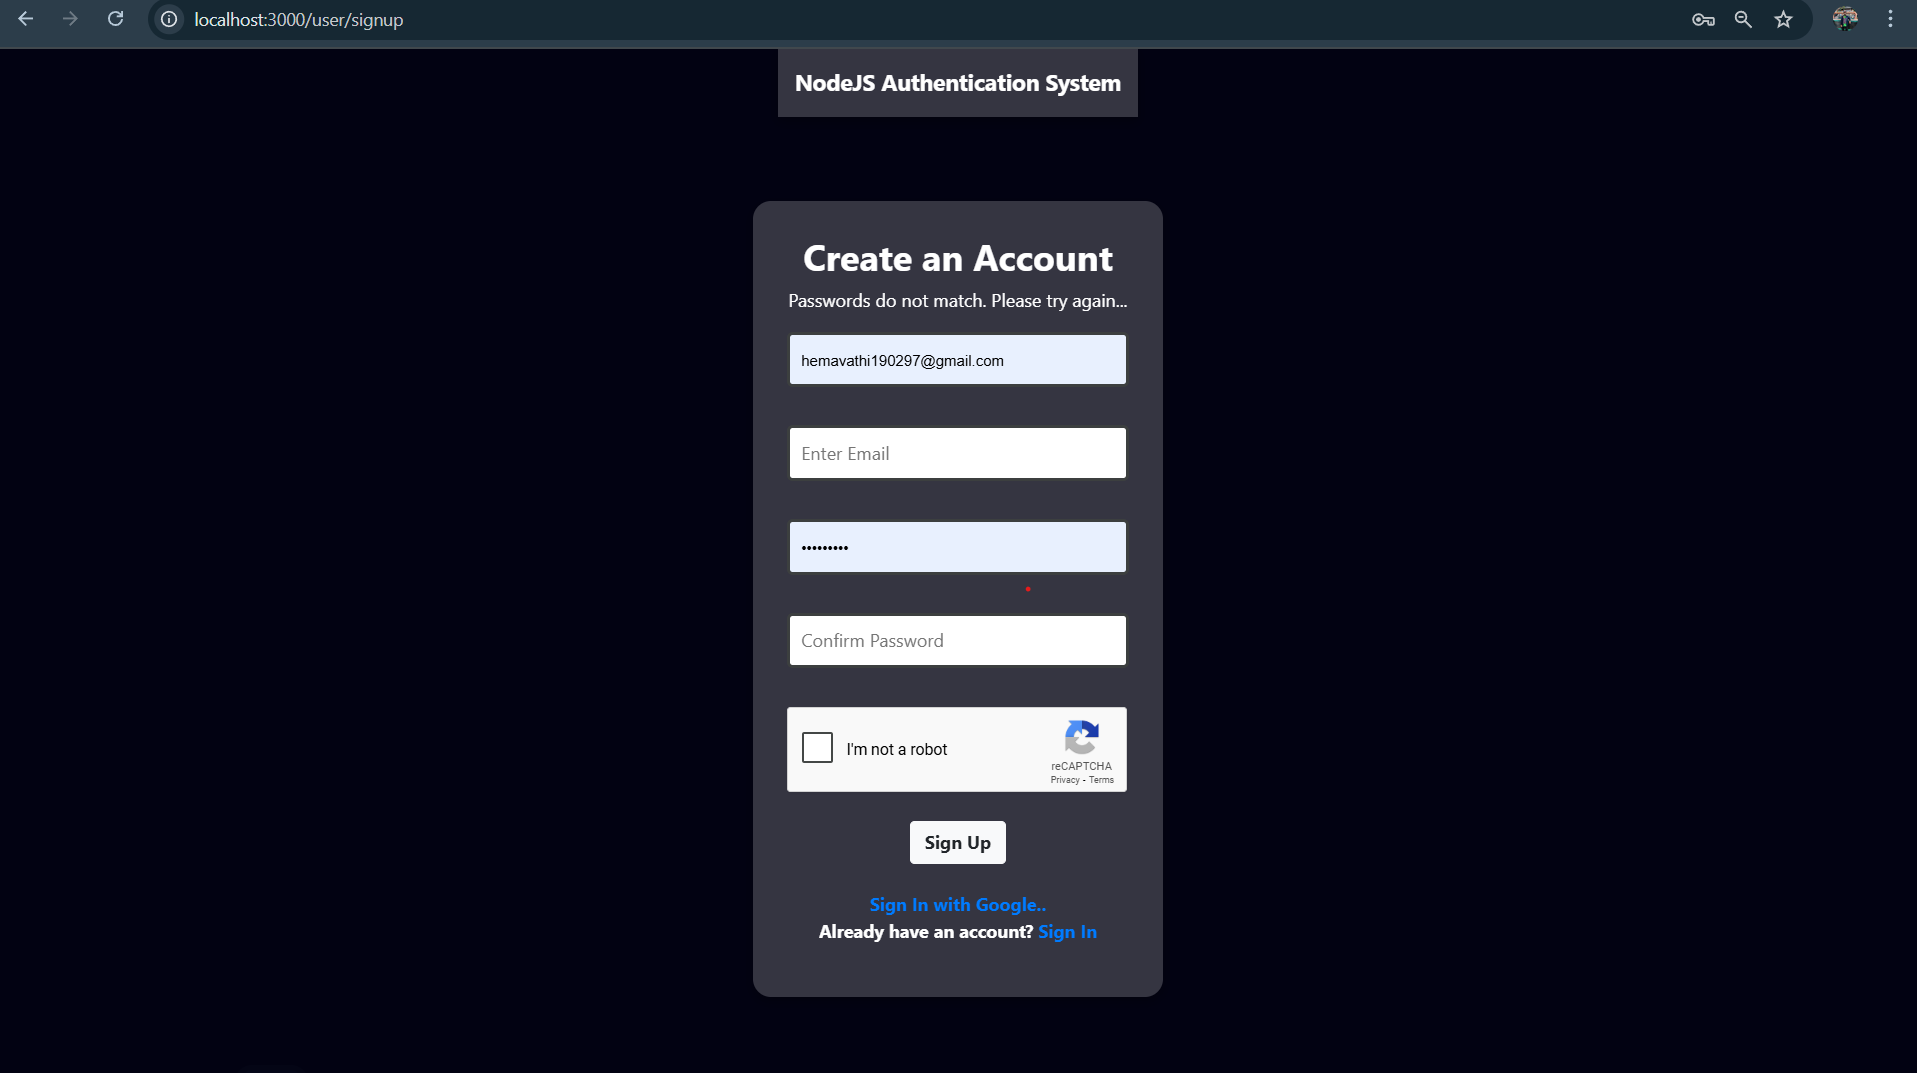 localhost:3000/user/signup
NodeJS Authentication System
Create an Account
Passwords do not match. Please try again...
hemavathi190297@gmail.com
Enter Email
•••••••••
Confirm Password
I'm not a robot
reCAPTCHA
Privacy - Terms
Sign Up
Sign In with Google..
Already have an account? Sign In